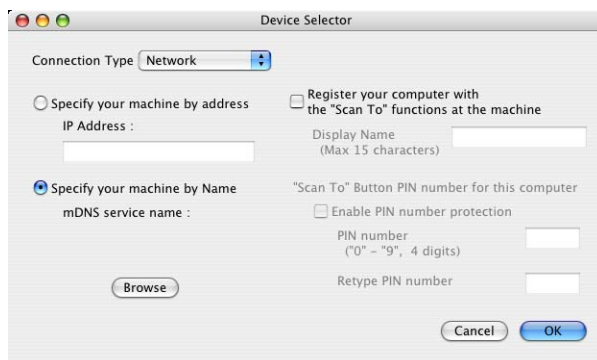 Device Selector
Connection Type Network
Specify your machine by address
IP Address :
Specify your machine by Name
mDNS service name :
Browse
Register your computer with
the "Scan To" functions at the machine
Display Name
(Max 15 characters)
"Scan To" Button PIN number for this computer
Enable PIN number protection
PIN number
("0" – "9", 4 digits)
Retype PIN number
Cancel OK